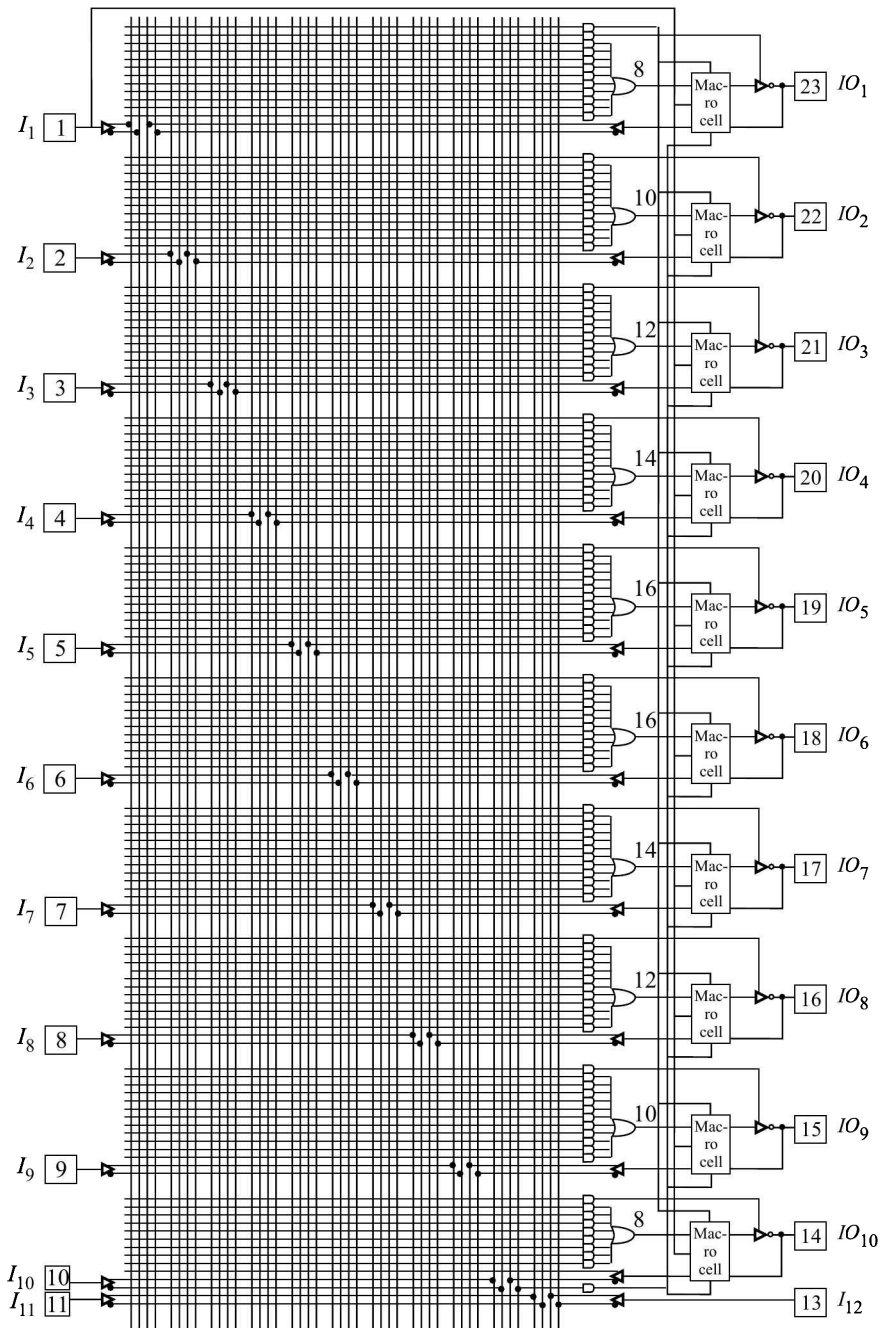 8
Mac-
ro
cell
23 IO1
I1 1
10
Mac-
ro
cell
22 IO2
I2 2
12
Mac-
ro
cell
21 IO3
I3 3
14
Mac-
ro
cell
20 IO4
I4 4
16
Mac-
ro
cell
19 IO5
I5 5
16
Mac-
ro
cell
18 IO6
I6 6
14
Mac-
ro
cell
17 IO7
I7 7
12
Mac-
ro
cell
16 IO8
I8 8
10
Mac-
ro
cell
15 IO9
I9 9
8
Mac-
ro
cell
14 IO10
I10 10
I11 11
13 I12